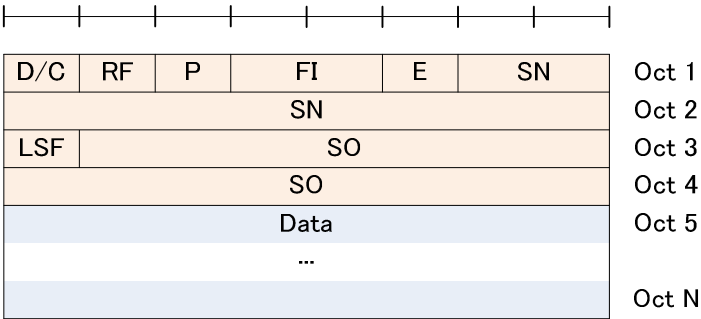 D/C RF P FI E SN Oct 1
SN Oct 2
LSF SO Oct 3
SO Oct 4
Data Oct 5
...
Oct N